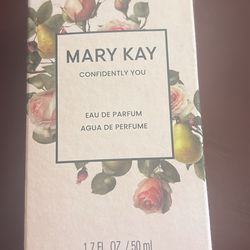 MARY KAY
CONFIDENTLY YOU
EAU DE PARFUM
AGUA DE PERFUME
1.7 FL. OZ. / 50 ml